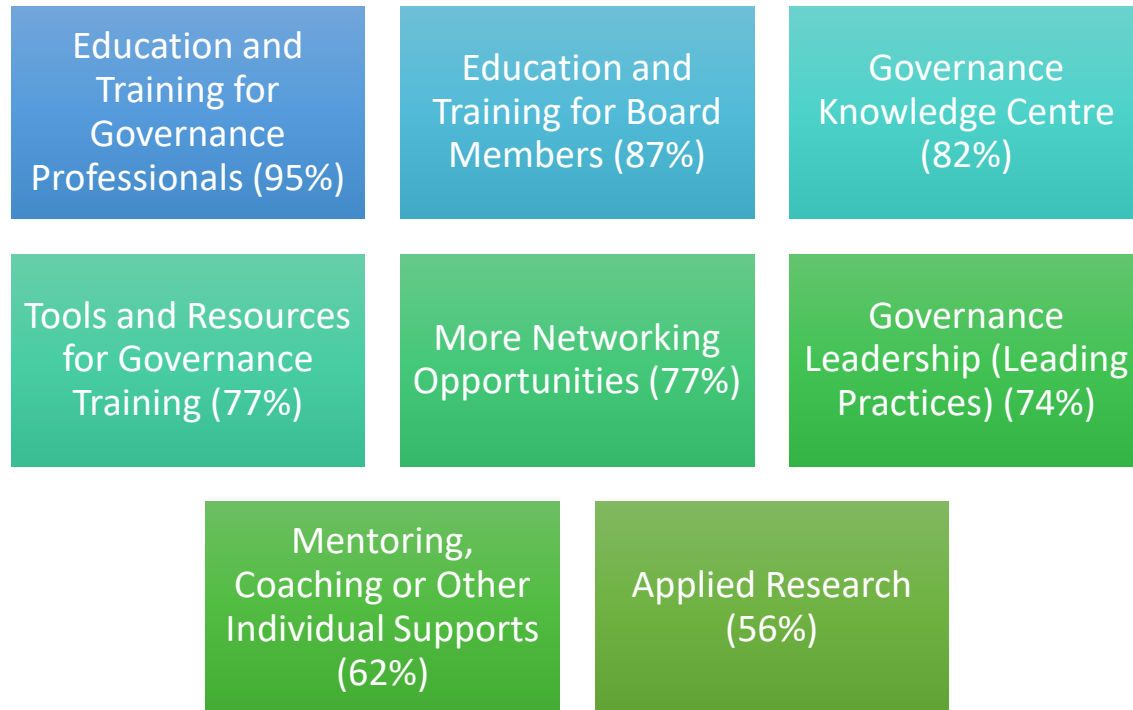 Education and
Training for
Governance
Professionals (95%)
Education and
Training for Board
Members (87%)
Governance
Knowledge Centre
(82%)
Tools and Resources
for Governance
Training (77%)
More Networking
Opportunities (77%)
Governance
Leadership (Leading
Practices) (74%)
Mentoring,
Coaching or Other
Individual Supports
(62%)
Applied Research
(56%)